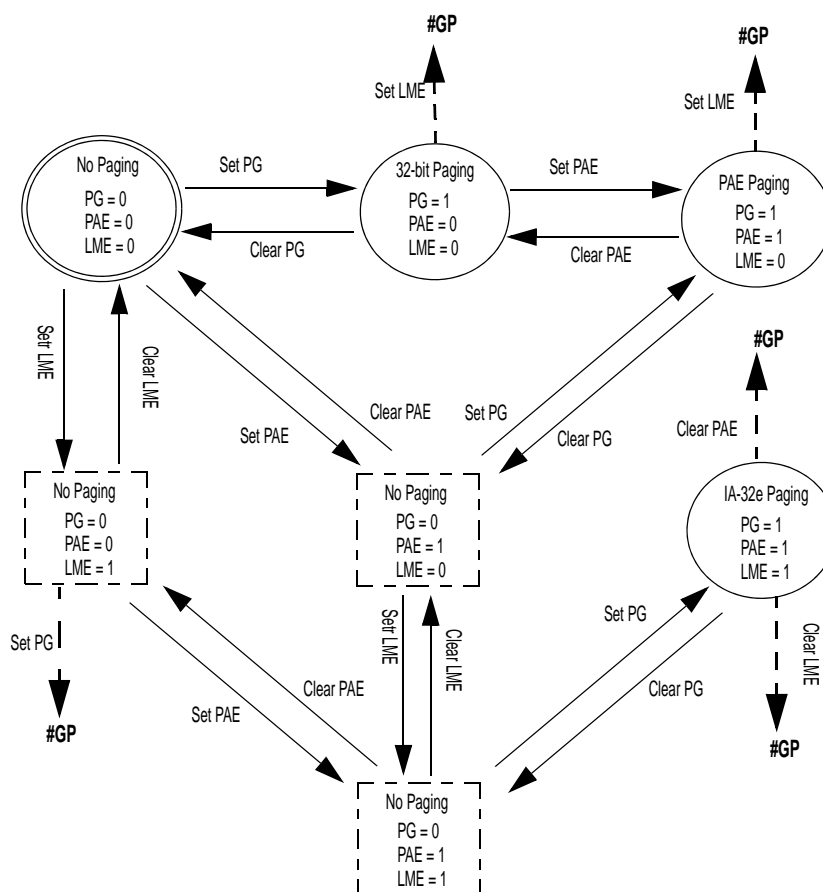 #GP
#GP
Set LME
Set LME
No Paging
PG = 0
PAE = 0
LME = 0
Set PG
Clear PG
32-bit Paging
PG = 1
PAE = 0
LME = 0
Set PAE
Clear PAE
PAE Paging
PG = 1
PAE = 1
LME = 0
Setr LME
Clear LME
Set PAE
Clear PAE
Set PG
Clear PG
#GP
Clear PAE
No Paging
PG = 0
PAE = 0
LME = 1
No Paging
PG = 0
PAE = 1
LME = 0
IA-32e Paging
PG = 1
PAE = 1
LME = 1
Set PG
#GP
Set PAE
Clear PAE
Setr LME
Clear LME
Set PG
Clear PG
Clear LME
#GP
No Paging
PG = 0
PAE = 1
LME = 1